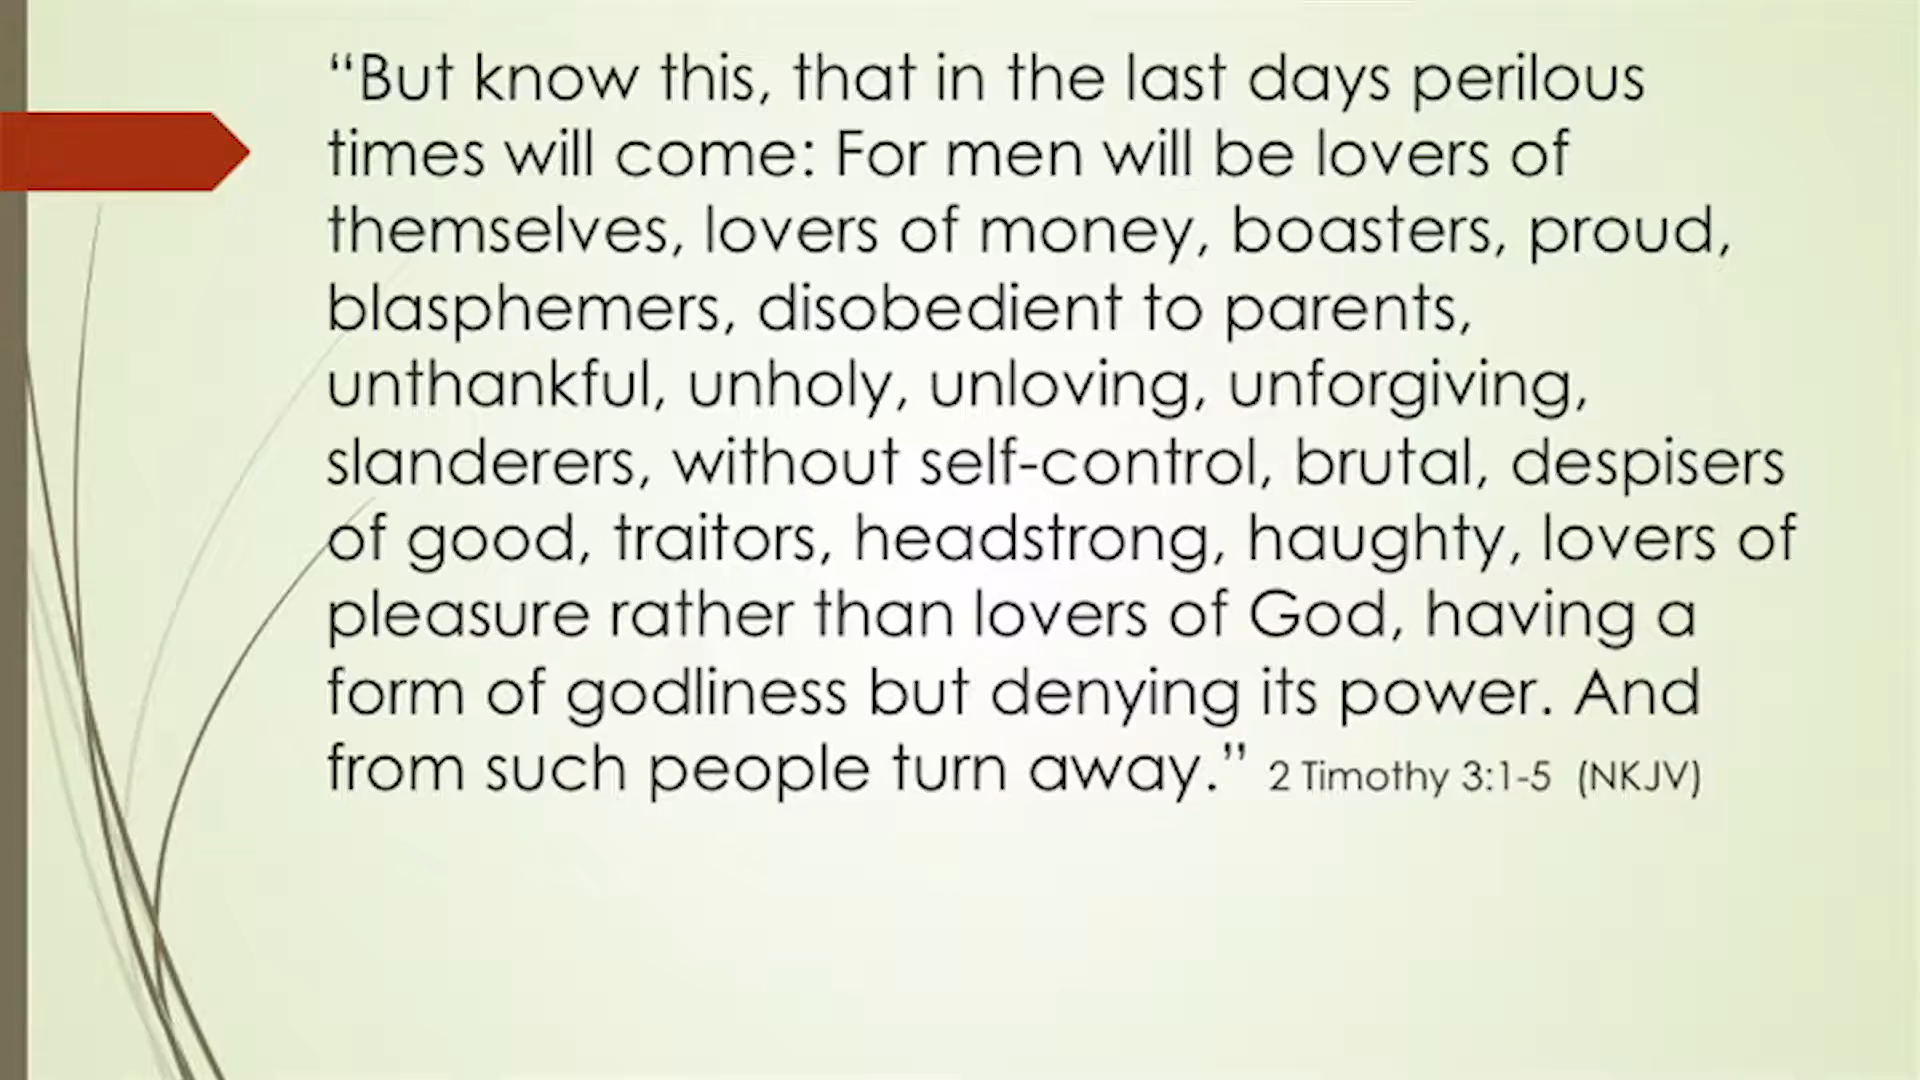 “But know this, that in the last days perilous
times will come: For men will be lovers of
themselves, lovers of money, boasters, proud,
blasphemers, disobedient to parents,
unthankful, unholy, unloving, unforgiving,
slanderers, without self-control, brutal, despisers
of good, traitors, headstrong, haughty, lovers of
pleasure rather than lovers of God, having a
form of godliness but denying its power. And
from such people turn away.” 2 Timothy 3:1-5 (NKJV)